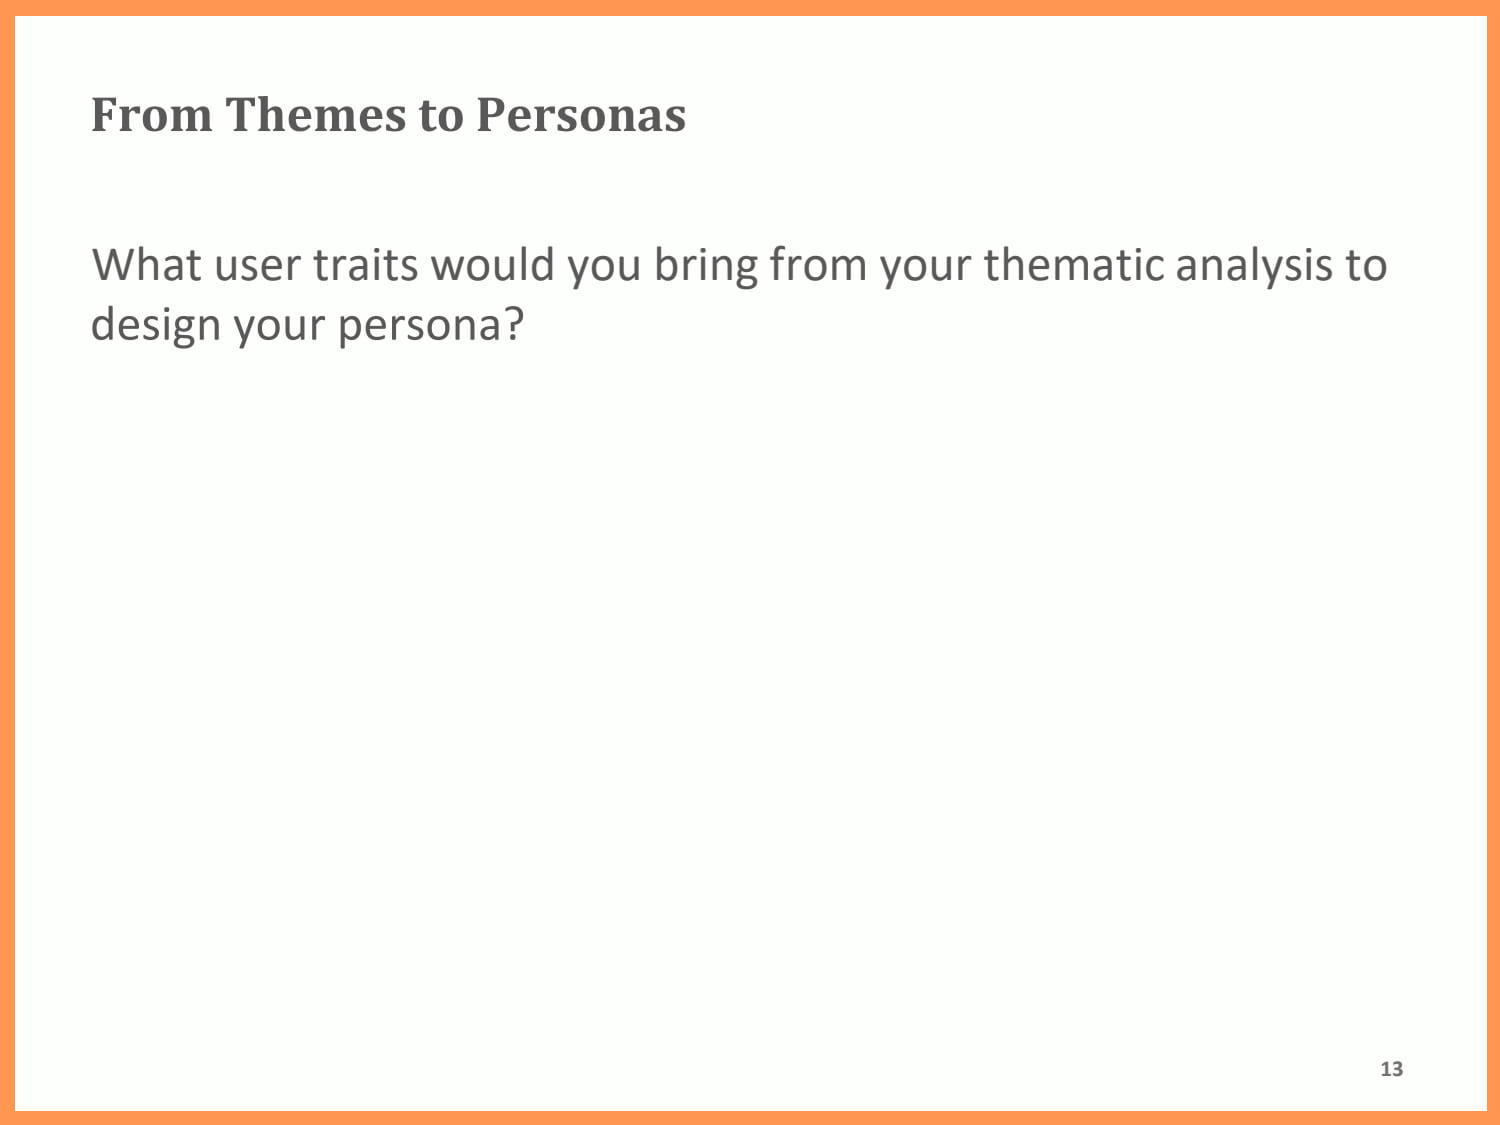 From Themes to Personas
What user traits would you bring from your thematic analysis to
design your persona?
13